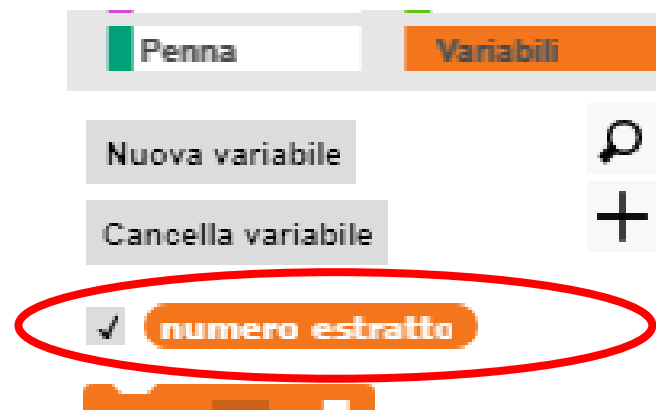 Penna Variabili
Nuova variabile
Cancella variabile
numero estratto